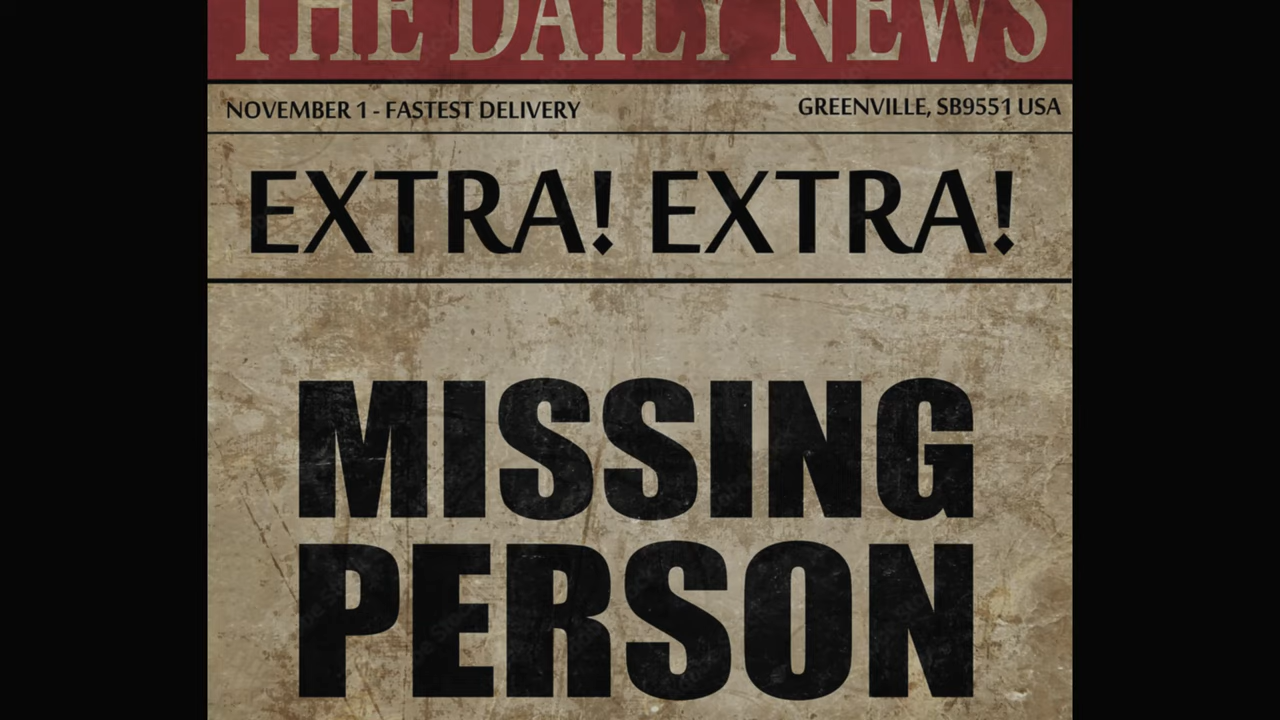 THE DAILY NEWS
NOVEMBER 1 - FASTEST DELIVERY
GREENVILLE, SB9551 USA
EXTRA! EXTRA!
MISSING
PERSON